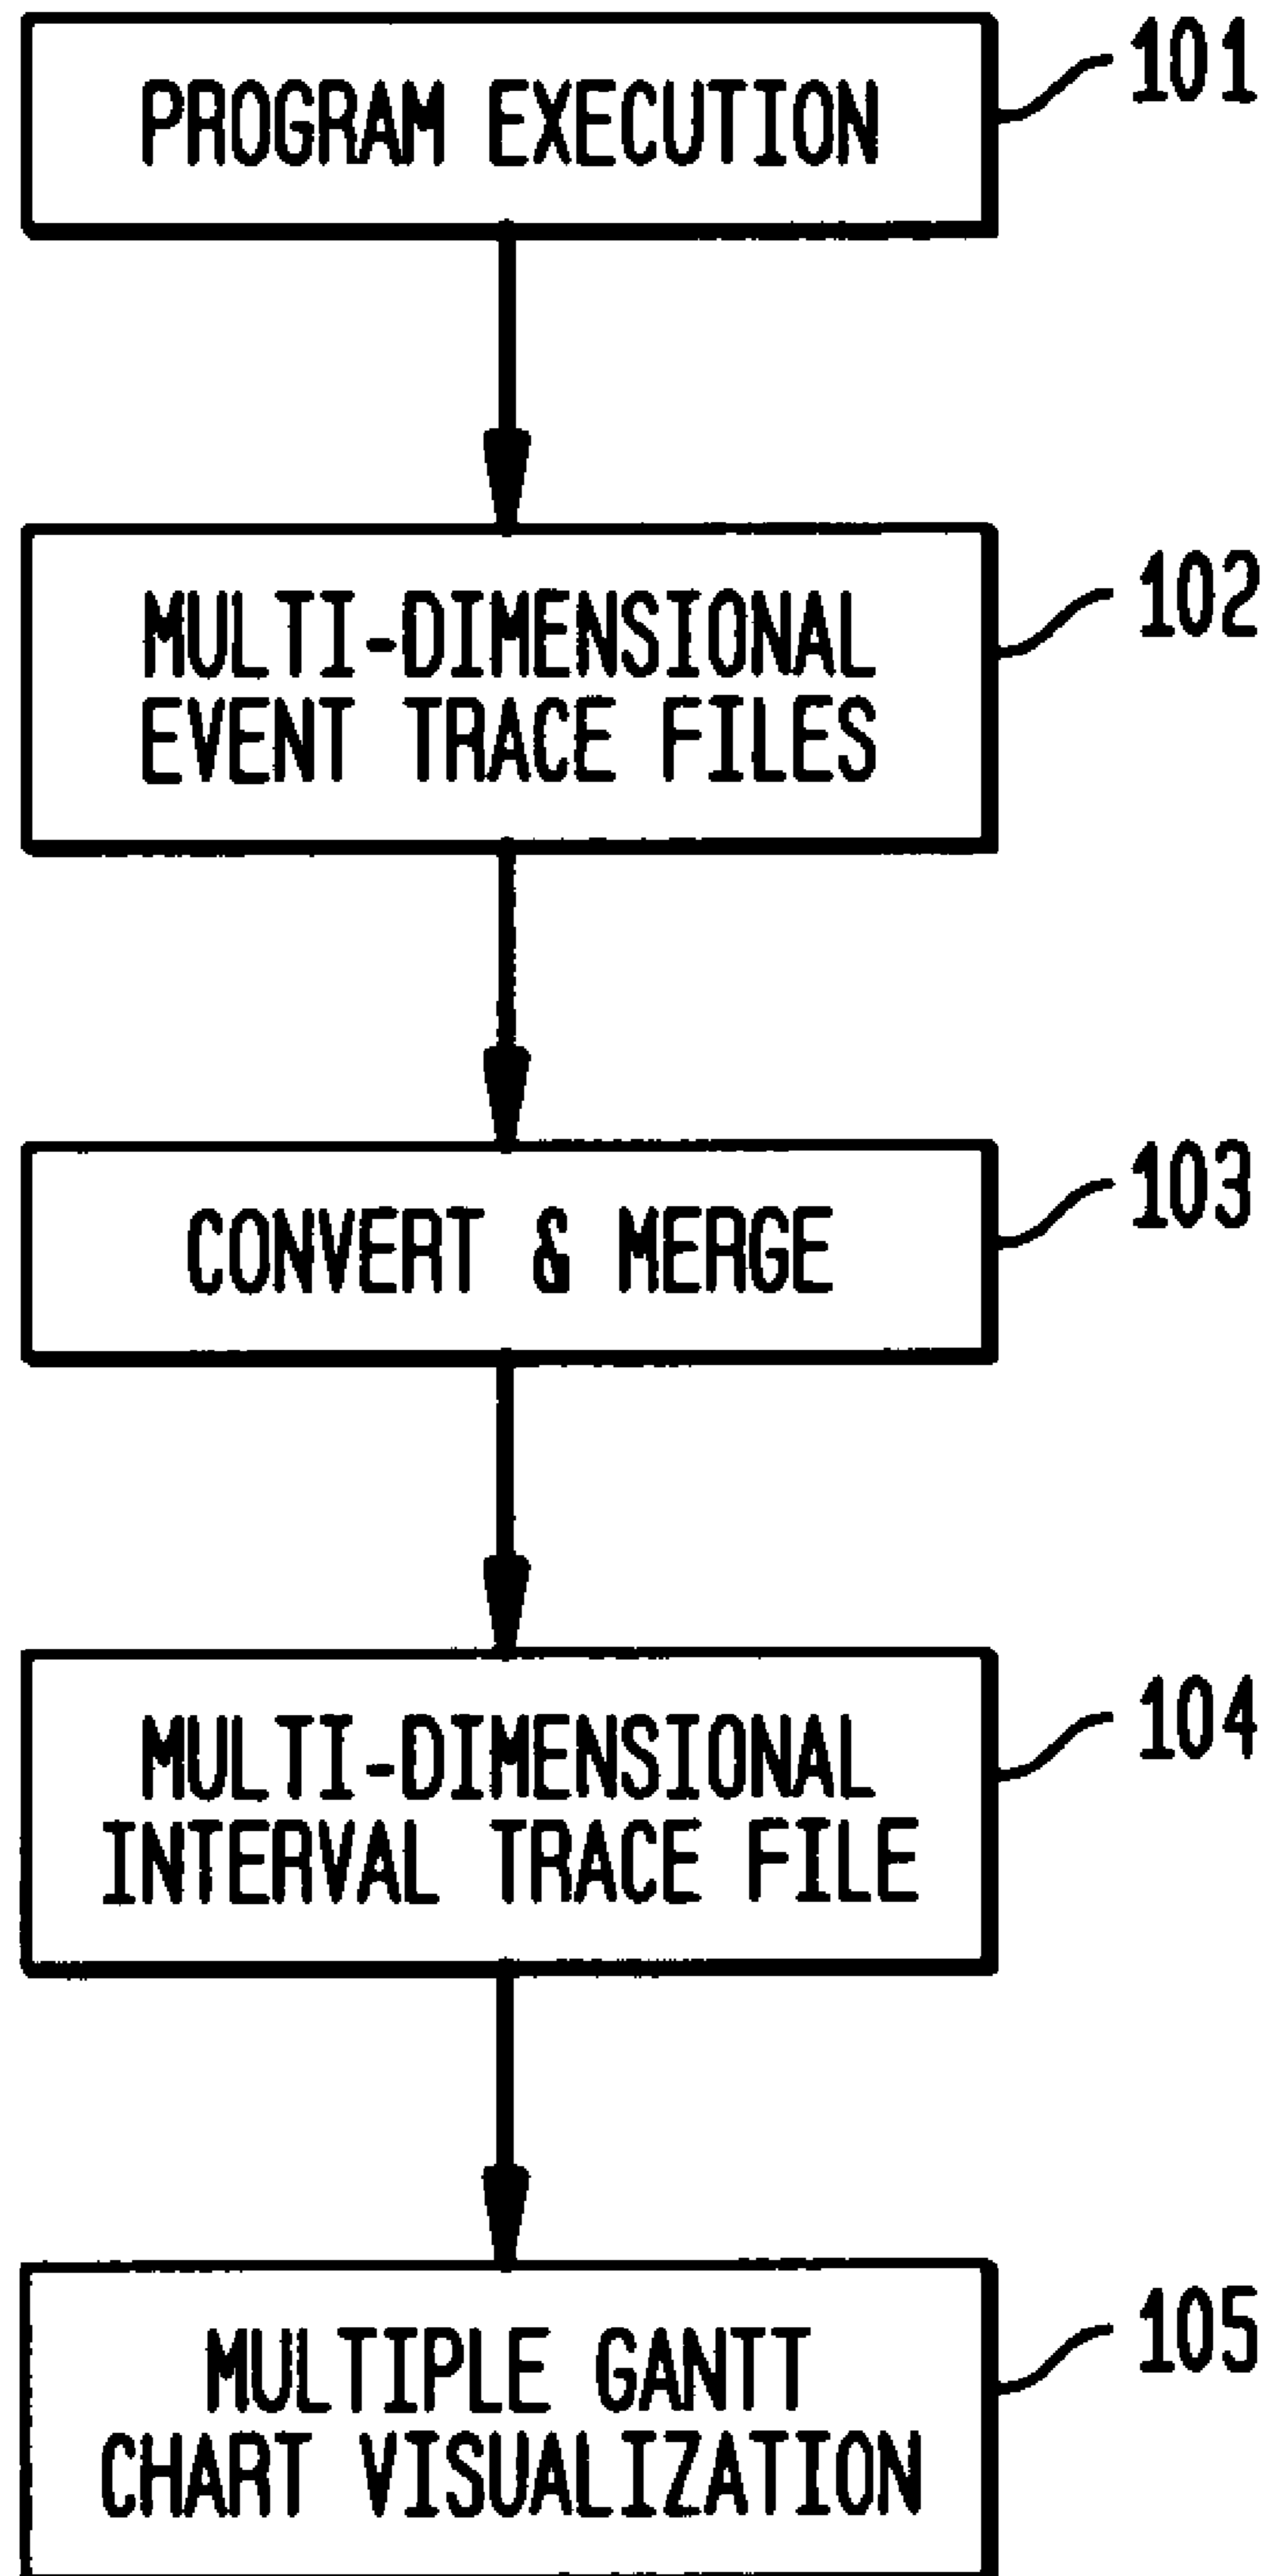 PROGRAM EXECUTION
101
MULTI-DIMENSIONAL
EVENT TRACE FILES
102
CONVERT & MERGE
103
MULTI-DIMENSIONAL
INTERVAL TRACE FILE
104
MULTIPLE GANTT
CHART VISUALIZATION
105